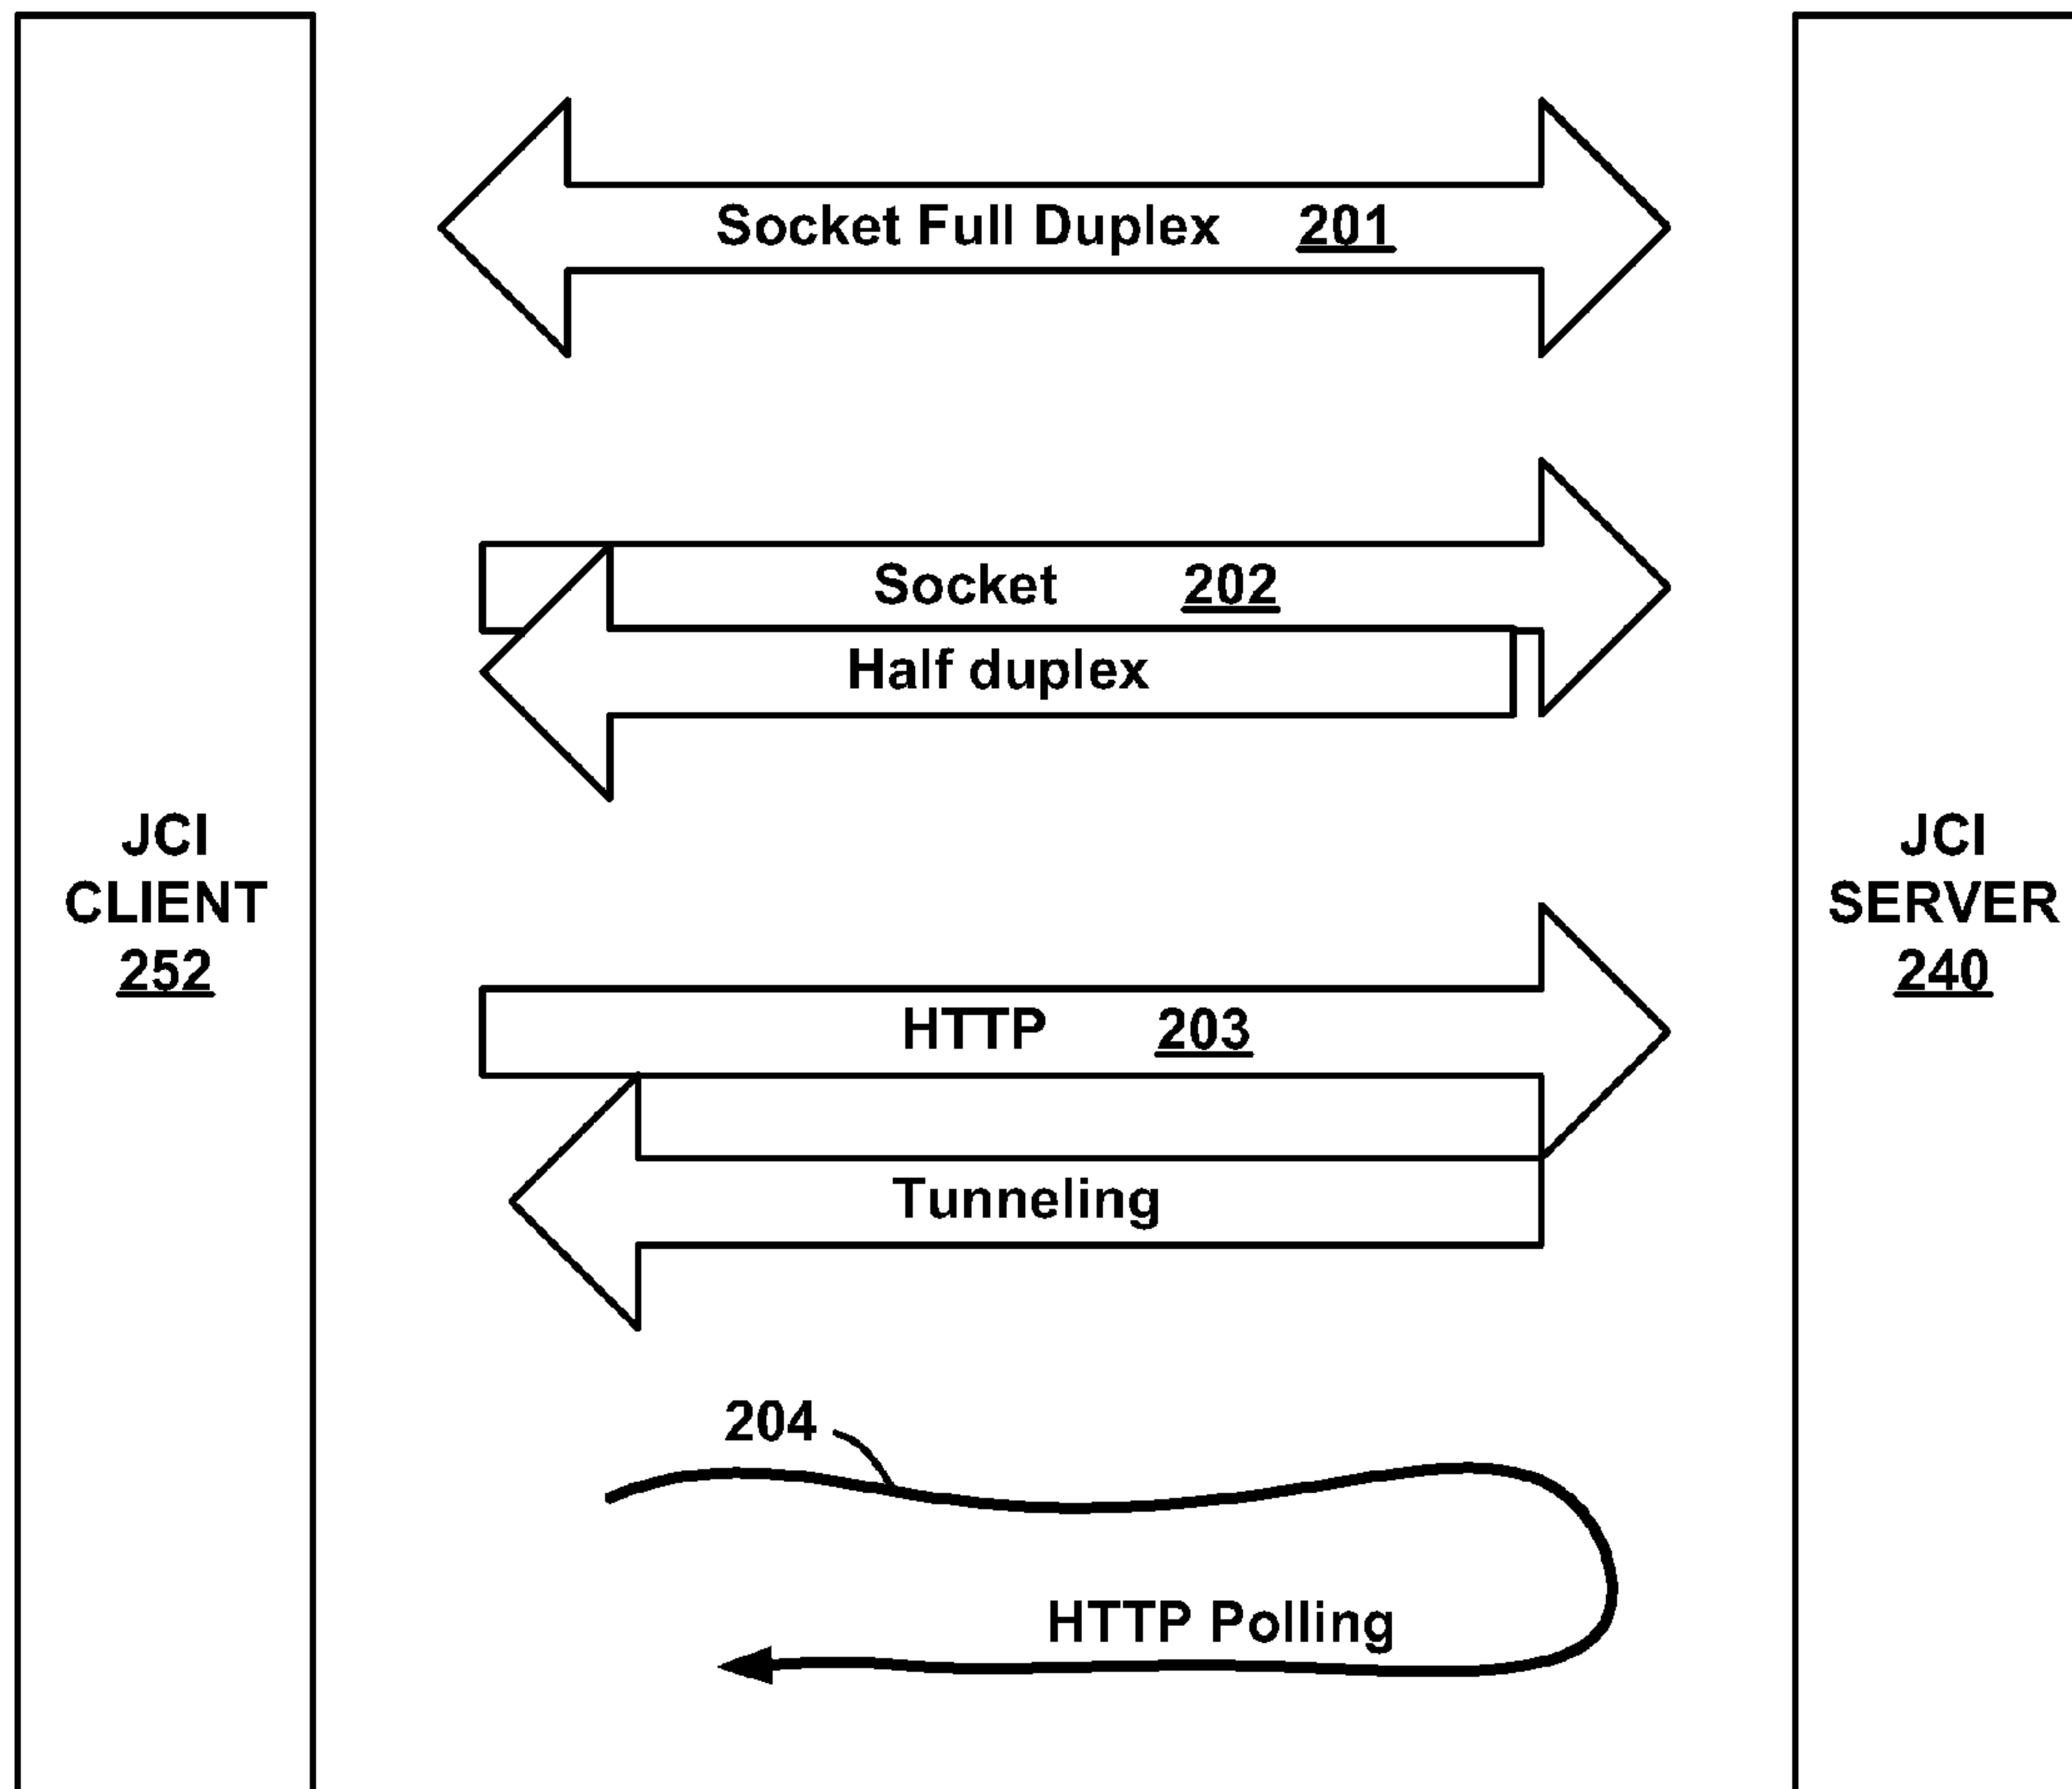 Socket Full Duplex 201
Socket 202
Half duplex
JCI
CLIENT
252
JCI
SERVER
240
HTTP 203
Tunneling
204
HTTP Polling